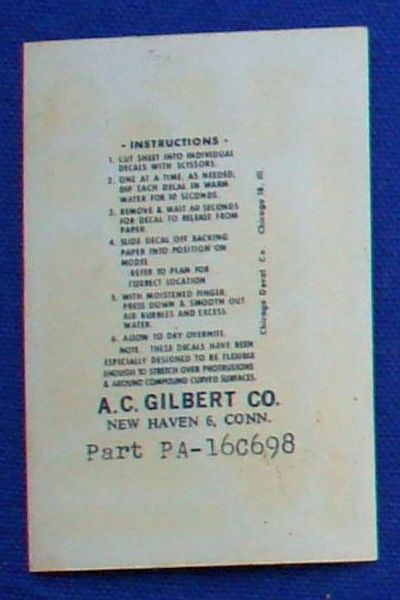 - INSTRUCTIONS -
1. CUT SHEET INTO INDIVIDUAL
DECALS WITH SCISSORS.
2. ONE AT A TIME, AS NEEDED,
DIP EACH DECAL IN WARM
WATER FOR 10 SECONDS.
3. REMOVE & WAIT 60 SECONDS
FOR DECAL TO RELEASE FROM
PAPER
4. SLIDE DECAL OFF BACKING
PAPER INTO POSITION ON
MODEL
REFER TO PLAN FOR
CORRECT LOCATION
5. WITH MOISTENED FINGER,
PRESS DOWN & SMOOTH OUT
AIR BUBBLES AND EXCESS
WATER.
6. ALLOW TO DRY OVERNITE.
NOTE. THESE DECALS HAVE BEEN
ESPECIALLY DESIGNED TO BE FLEXIBLE
ENOUGH TO STRETCH OVER PROTRUSIONS
& AROUND COMPOUND CURVED SURFACES.
Chicago Decal Co. Chicago 18, Ill.
A.C. GILBERT CO.
NEW HAVEN 6, CONN.
Part PA-16C698